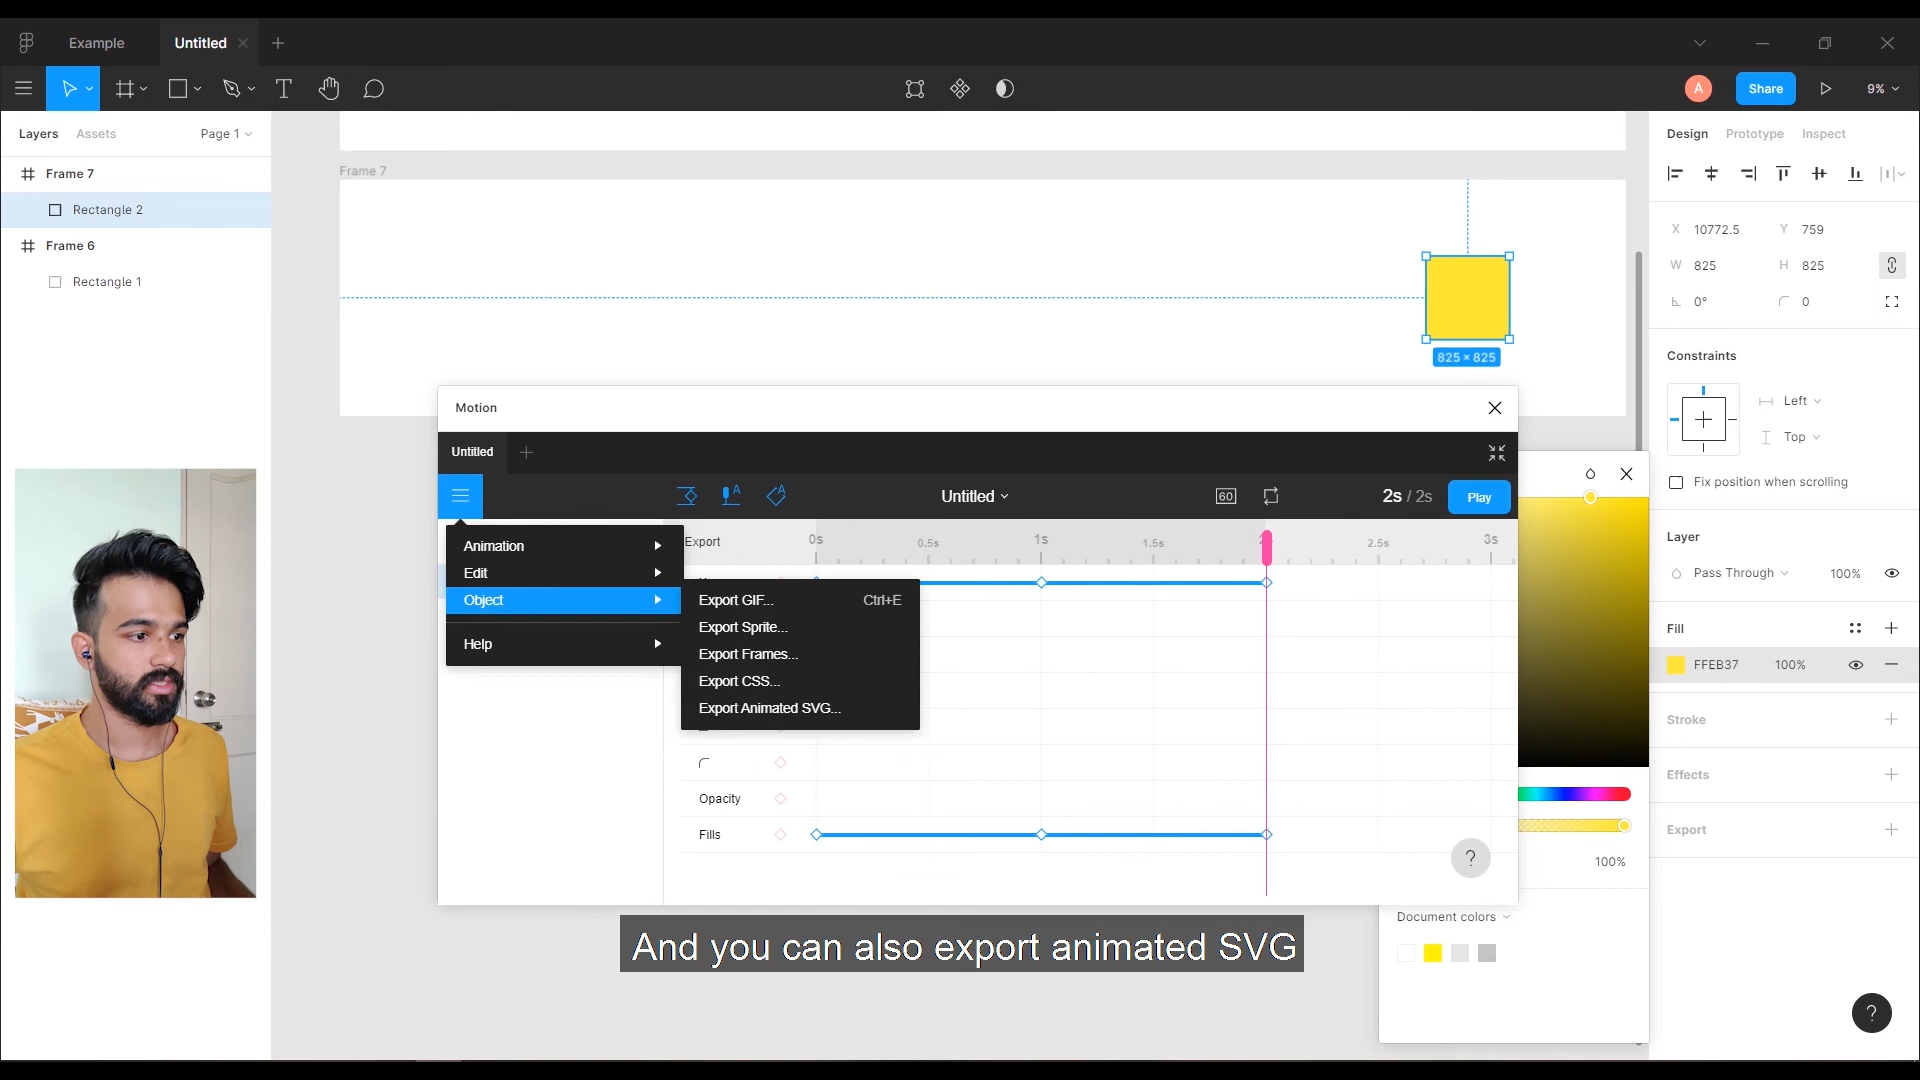 Example
Untitled
A
Share
9%
Layers
Assets
Page 1
Frame 7
Rectangle 2
Frame 6
Rectangle 1
Frame 7
825 × 825
Design
Prototype
Inspect
X 10772.5
Y 759
W 825
H 825
0°
0
Constraints
Left
Top
Fix position when scrolling
Layer
Pass Through
100%
Fill
FFEB37
100%
Stroke
Effects
Export
Motion
Untitled
A
A
Untitled
60
2s / 2s
Play
Export
0s
0.5s
1s
1.5s
2.5s
3s
Animation
Edit
Object
Help
Export GIF... Ctrl+E
Export Sprite...
Export Frames...
Export CSS...
Export Animated SVG...
Opacity
Fills
?
100%
Document colors
And you can also export animated SVG
?